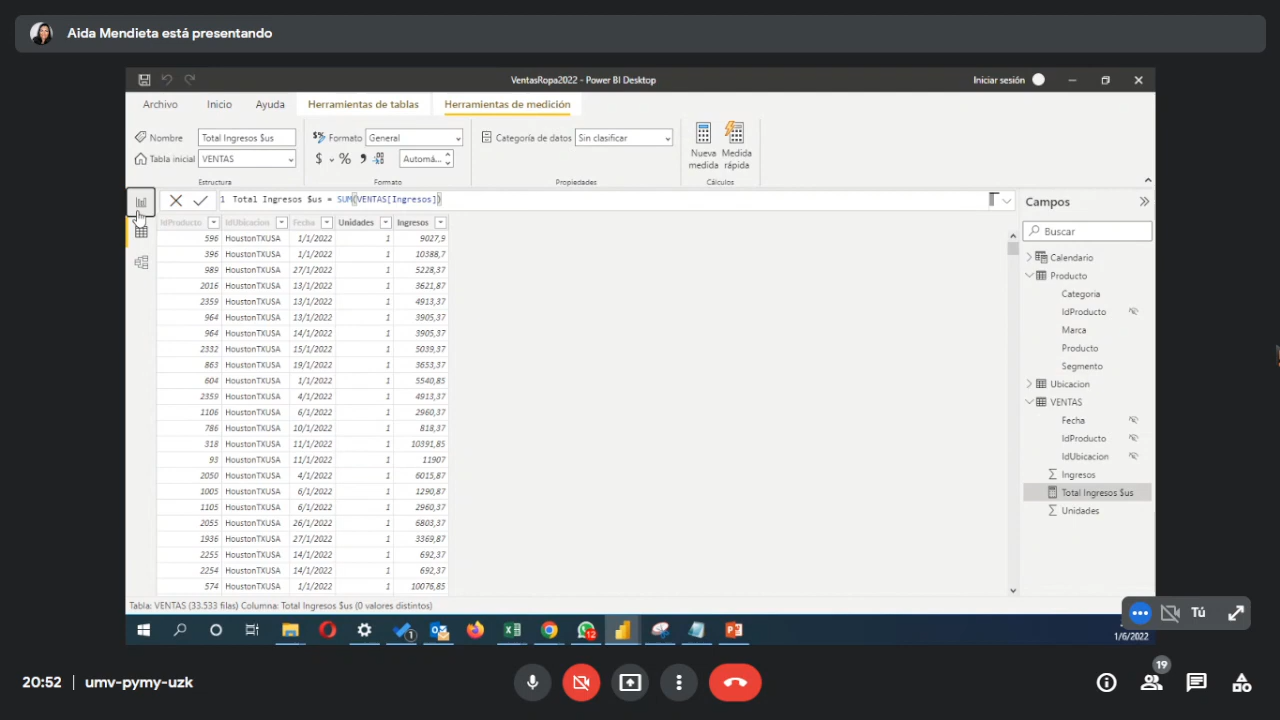 Aida Mendieta está presentando
VentasRopa2022 - Power BI Desktop
Iniciar sesión
Archivo Inicio Ayuda Herramientas de tablas Herramientas de medición
Nombre Total Ingresos $us
Formato General
Categoría de datos Sin clasificar
Tabla inicial VENTAS
$ % Automá...
Nueva medida
Medida rápida
Estructura Formato Propiedades Cálculos
1 Total Ingresos $us = SUM(VENTAS[Ingresos])
IdProducto IdUbicacion Fecha Unidades Ingresos
596 HoustonTXUSA 1/1/2022 1 9027,9
396 HoustonTXUSA 1/1/2022 1 10388,7
989 HoustonTXUSA 27/1/2022 1 5228,37
2016 HoustonTXUSA 13/1/2022 1 3621,87
2359 HoustonTXUSA 13/1/2022 1 4913,37
964 HoustonTXUSA 13/1/2022 1 3905,37
964 HoustonTXUSA 14/1/2022 1 3905,37
2332 HoustonTXUSA 15/1/2022 1 5039,37
863 HoustonTXUSA 19/1/2022 1 3653,37
604 HoustonTXUSA 1/1/2022 1 5540,85
2359 HoustonTXUSA 4/1/2022 1 4913,37
1106 HoustonTXUSA 6/1/2022 1 2960,37
786 HoustonTXUSA 10/1/2022 1 818,37
318 HoustonTXUSA 11/1/2022 1 10391,85
93 HoustonTXUSA 11/1/2022 1 11907
2050 HoustonTXUSA 4/1/2022 1 6015,87
1005 HoustonTXUSA 6/1/2022 1 1290,87
1105 HoustonTXUSA 6/1/2022 1 2960,37
2055 HoustonTXUSA 26/1/2022 1 6803,37
1936 HoustonTXUSA 27/1/2022 1 3369,87
2255 HoustonTXUSA 14/1/2022 1 692,37
2254 HoustonTXUSA 14/1/2022 1 692,37
574 HoustonTXUSA 1/1/2022 1 10076,85
Tabla: VENTAS (33.533 filas) Columna: Total Ingresos $us (0 valores distintos)
Campos
Buscar
Calendario
Producto
Categoria
IdProducto
Marca
Producto
Segmento
Ubicacion
VENTAS
Fecha
IdProducto
IdUbicacion
Ingresos
Total Ingresos $us
Unidades
Tú
1
12
1/6/2022
20:52 | umv-pymy-uzk
19